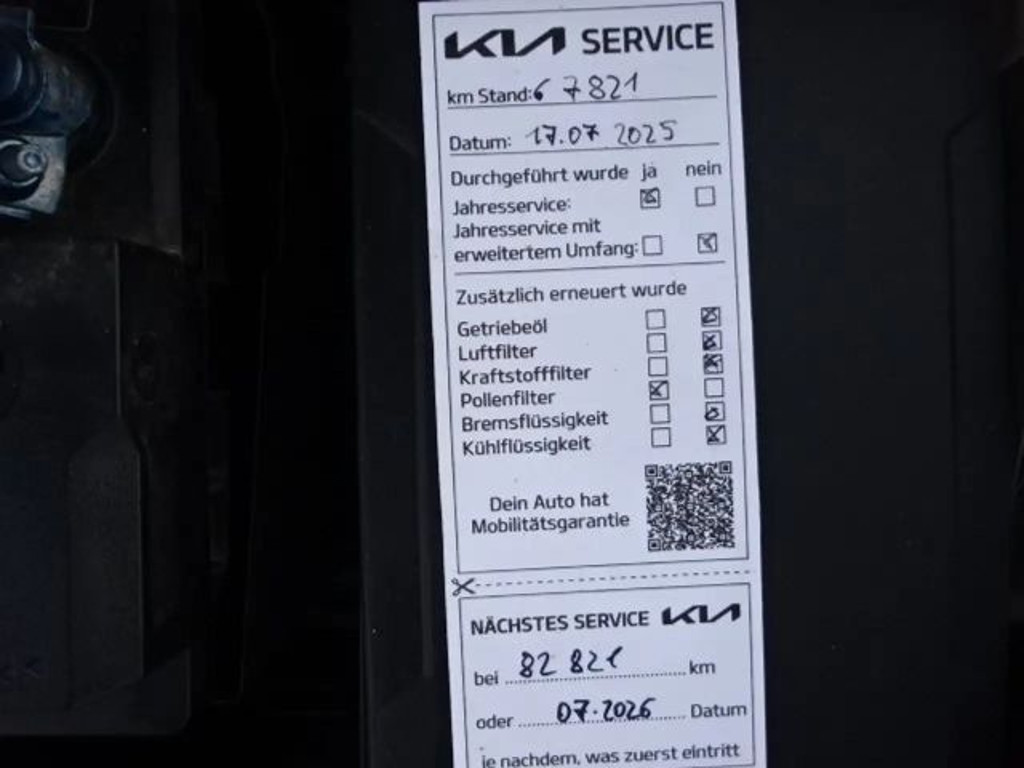 KIA SERVICE
km Stand: 67821
Datum: 17.07 2025
Durchgeführt wurde ja nein
Jahresservice:
Jahresservice mit
erweitertem Umfang:
Zusätzlich erneuert wurde
Getriebeöl
Luftfilter
Kraftstofffilter
Pollenfilter
Bremsflüssigkeit
Kühlflüssigkeit
Dein Auto hat
Mobilitätsgarantie
NÄCHSTES SERVICE KIA
bei 82 821 km
oder 07.2026 Datum
je nachdem, was zuerst eintritt